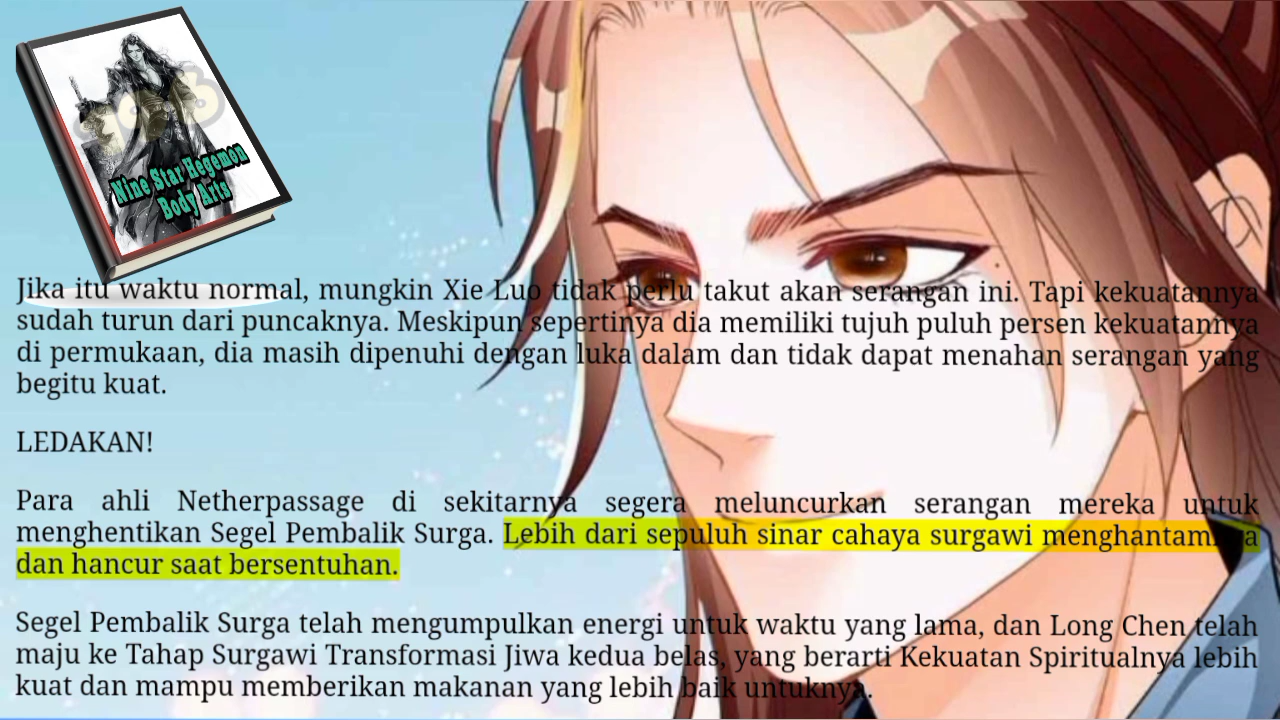 Nine Star Hegemon
Body Arts
Jika itu waktu normal, mungkin Xie Luo tidak perlu takut akan serangan ini. Tapi kekuatannya
sudah turun dari puncaknya. Meskipun sepertinya dia memiliki tujuh puluh persen kekuatannya
di permukaan, dia masih dipenuhi dengan luka dalam dan tidak dapat menahan serangan yang
begitu kuat.
LEDAKAN!
Para ahli Netherpassage di sekitarnya segera meluncurkan serangan mereka untuk
menghentikan Segel Pembalik Surga. Lebih dari sepuluh sinar cahaya surgawi menghantamnya
dan hancur saat bersentuhan.
Segel Pembalik Surga telah mengumpulkan energi untuk waktu yang lama, dan Long Chen telah
maju ke Tahap Surgawi Transformasi Jiwa kedua belas, yang berarti Kekuatan Spiritualnya lebih
kuat dan mampu memberikan makanan yang lebih baik untuknya.